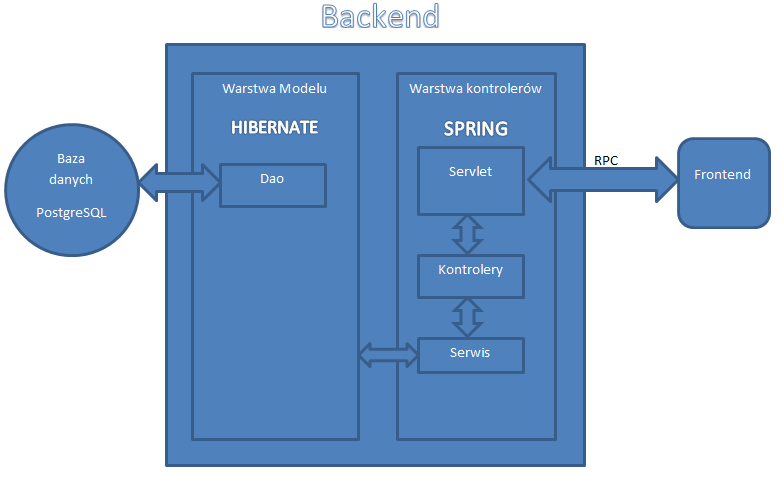 Backend
Warstwa Modelu
HIBERNATE
Dao
Warstwa kontrolerów
SPRING
Servlet
Kontrolery
Serwis
Baza
danych
PostgreSQL
RPC
Frontend